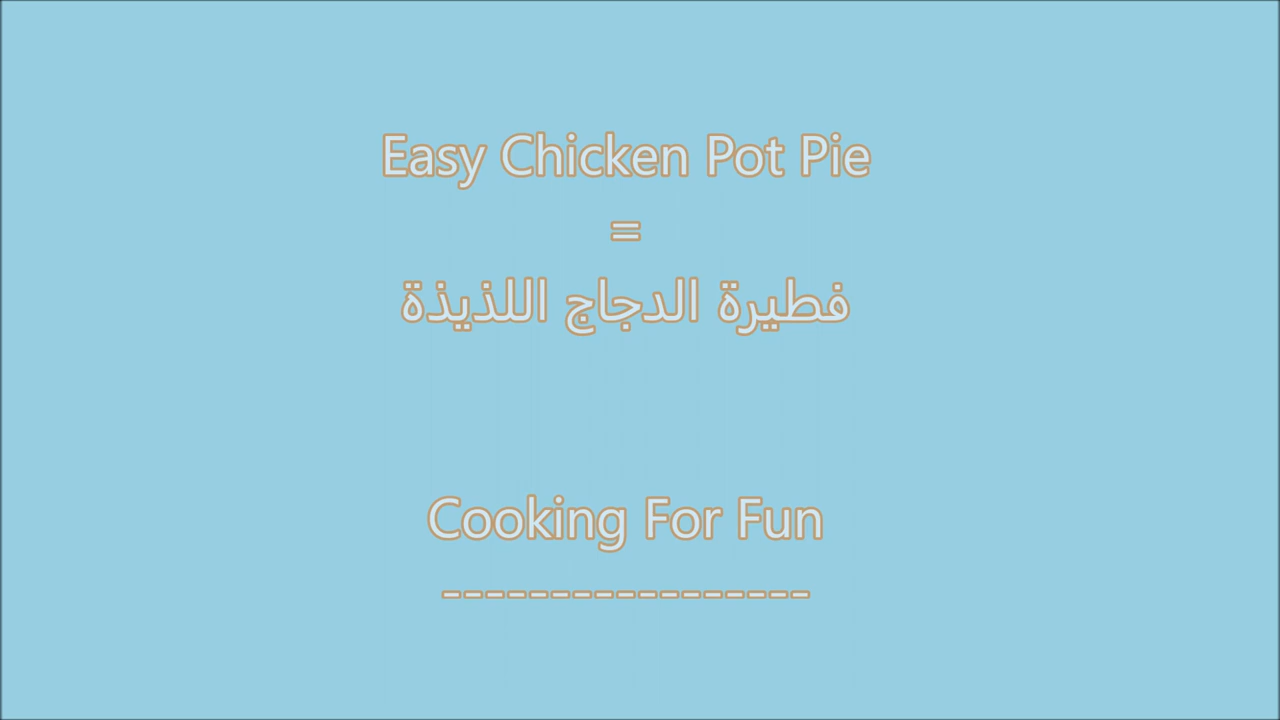 Easy Chicken Pot Pie
=
فطيرة الدجاج اللذيذة
Cooking For Fun
-----------------